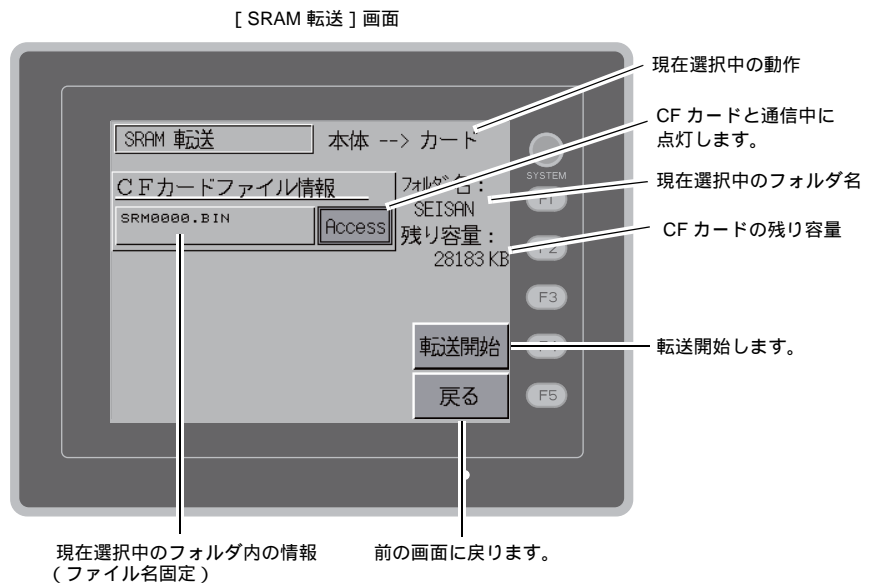 [ SRAM 転送 ] 画面
現在選択中の動作
CF カードと通信中に
点灯します。
現在選択中のフォルダ名
CF カードの残り容量
転送開始します。
SRAM 転送
本体 --> カード
CFカードファイル情報
SRM0000.BIN
Access
フォルダ名:
SEISAN
残り容量:
28183 KB
転送開始
戻る
SYSTEM
F1
F2
F3
F4
F5
現在選択中のフォルダ内の情報
( ファイル名固定 )
前の画面に戻ります。